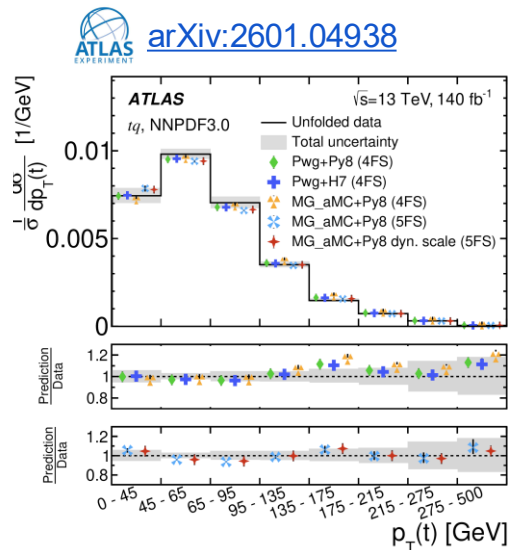 ATLAS
EXPERIMENT
arXiv:2601.04938
ATLAS
√s=13 TeV, 140 fb⁻¹
tq, NNPDF3.0
Unfolded data
Total uncertainty
Pwg+Py8 (4FS)
Pwg+H7 (4FS)
MG_aMC+Py8 (4FS)
MG_aMC+Py8 (5FS)
MG_aMC+Py8 dyn. scale (5FS)
1/σ dσ/dp_T(t) [1/GeV]
0.01
0.005
0
Prediction/Data
1.2
1
0.8
Prediction/Data
1.2
1
0.8
0 - 45
45 - 65
65 - 95
95 - 135
135 - 175
175 - 215
215 - 275
275 - 500
p_T(t) [GeV]